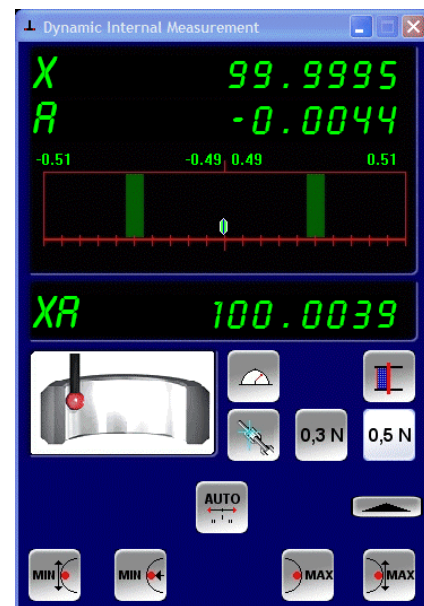 Dynamic Internal Measurement
X 99.9995
A -0.0044
-0.51 -0.49 0.49 0.51
XA 100.0039
0,3 N 0,5 N
AUTO
MIN MIN MAX MAX